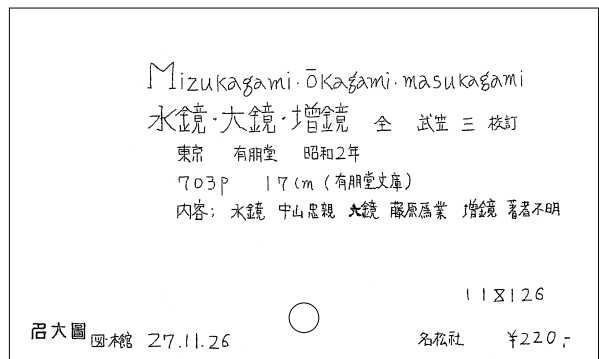 Mizukagami·ōkagami·masukagami
水鏡·大鏡·増鏡 全 武笠 三 校訂
東京 有朋堂 昭和2年
703p 17cm (有朋堂文庫)
内容; 水鏡 中山忠親 大鏡 藤原為業 増鏡 著者不明
118126
名大圖 図本館 27.11.26 名松社 ¥220,-